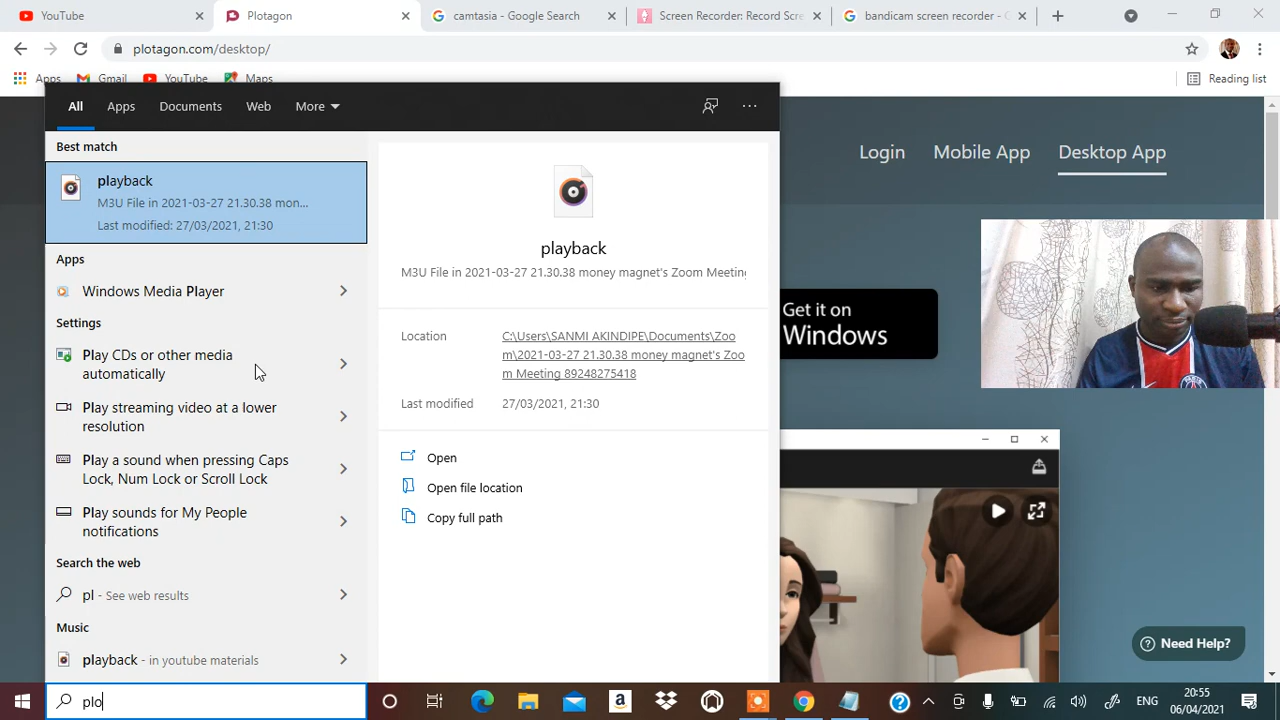 YouTube
Plotagon
camtasia - Google Search
Screen Recorder: Record Scre
bandicam screen recorder - G
plotagon.com/desktop/
Apps
Gmail
YouTube
Maps
Reading list
All
Apps
Documents
Web
More
Login
Mobile App
Desktop App
Best match
playback
M3U File in 2021-03-27 21.30.38 mon...
Last modified: 27/03/2021, 21:30
Apps
Windows Media Player
Settings
Play CDs or other media
automatically
Play streaming video at a lower
resolution
Play a sound when pressing Caps
Lock, Num Lock or Scroll Lock
Play sounds for My People
notifications
Search the web
pl - See web results
Music
playback - in youtube materials
plo
playback
M3U File in 2021-03-27 21.30.38 money magnet's Zoom Meeting
Location
C:\Users\SANMI AKINDIPE\Documents\Zoo
m\2021-03-27 21.30.38 money magnet's Zoo
m Meeting 89248275418
Last modified
27/03/2021, 21:30
Open
Open file location
Copy full path
Get it on
Windows
Need Help?
ENG
20:55
06/04/2021